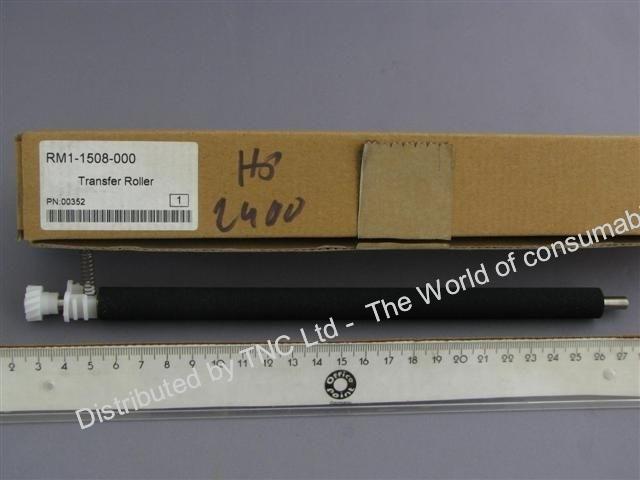 RM1-1508-000
Transfer Roller
PN:00352
1
2400
Distributed by TNC Ltd - The World of consumab
2 3 4 5 6 7 8 9 10 11 12 13 14 15 16 17 18 19 20 21 22 23 24 25 26 27
Office Point